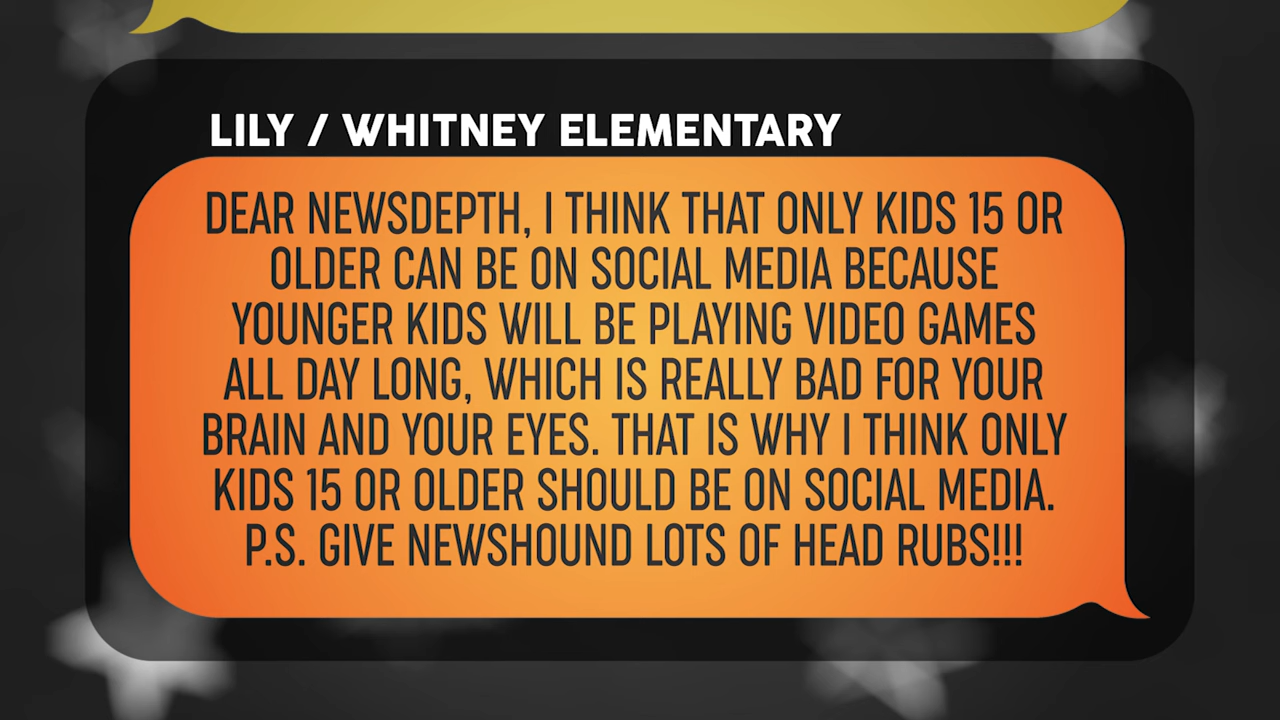 LILY / WHITNEY ELEMENTARY
DEAR NEWSDEPTH, I THINK THAT ONLY KIDS 15 OR
OLDER CAN BE ON SOCIAL MEDIA BECAUSE
YOUNGER KIDS WILL BE PLAYING VIDEO GAMES
ALL DAY LONG, WHICH IS REALLY BAD FOR YOUR
BRAIN AND YOUR EYES. THAT IS WHY I THINK ONLY
KIDS 15 OR OLDER SHOULD BE ON SOCIAL MEDIA.
P.S. GIVE NEWSHOUND LOTS OF HEAD RUBS!!!